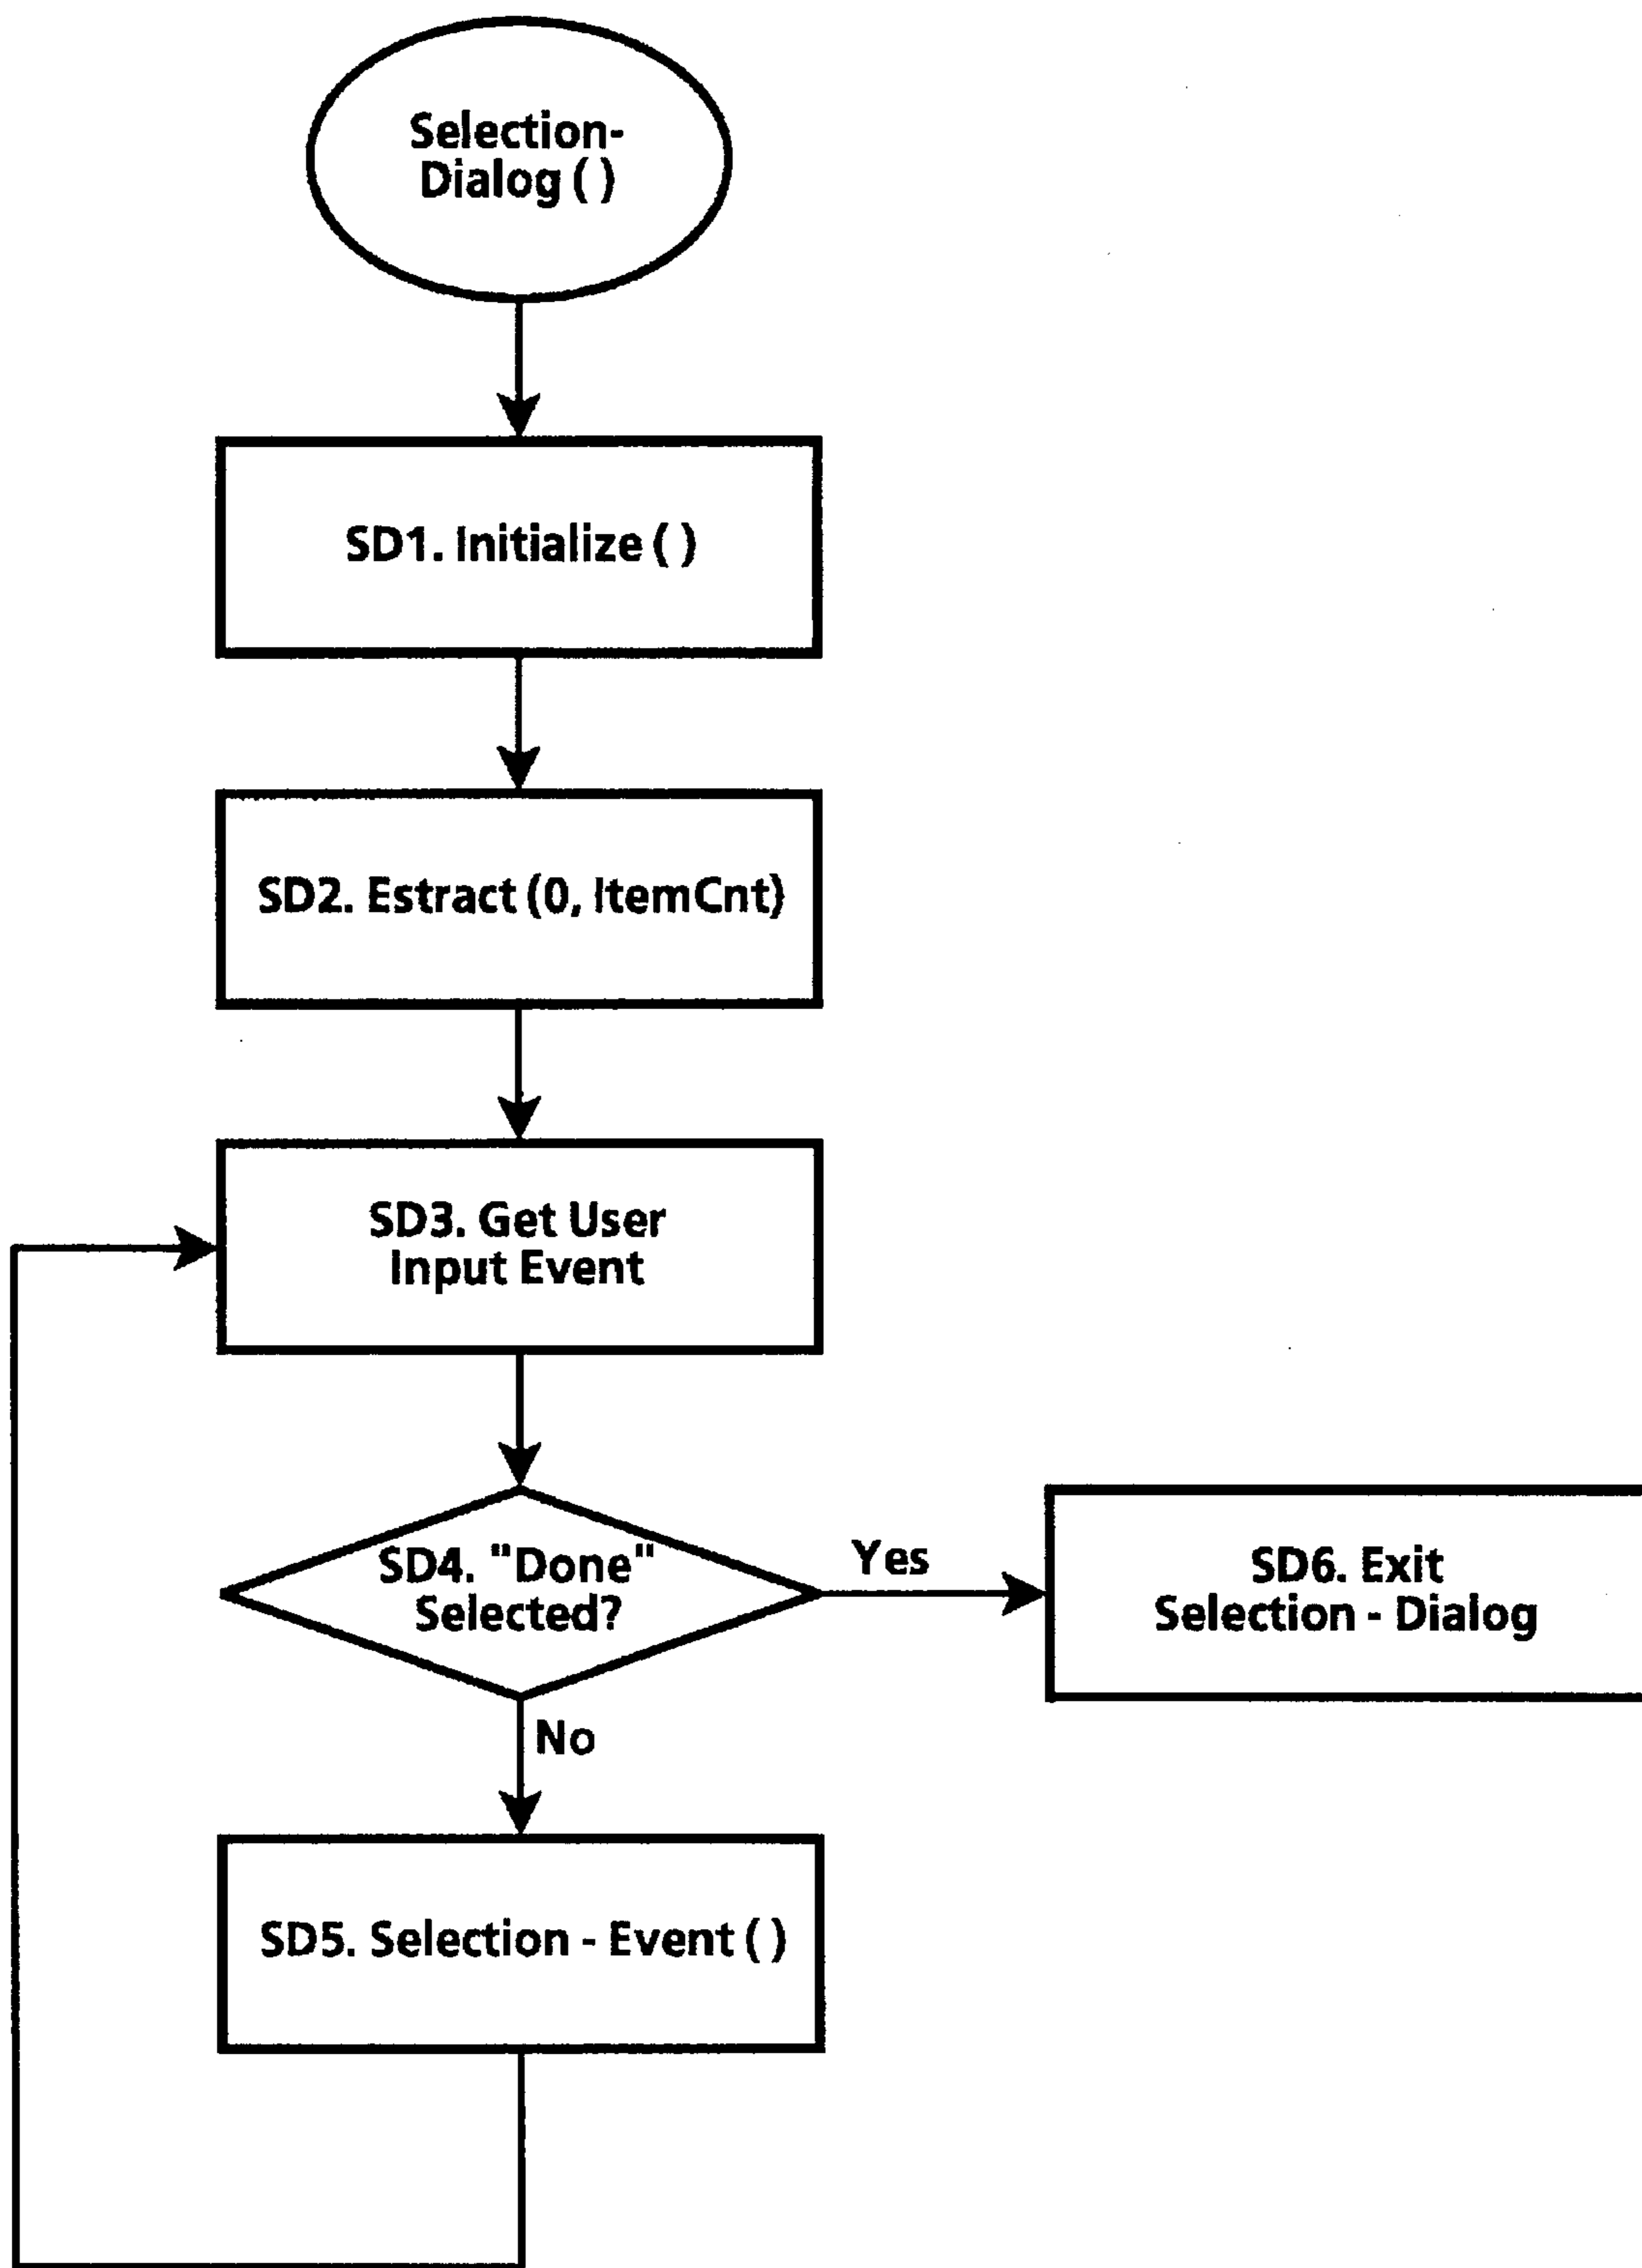 Selection-
Dialog ( )
SD1. Initialize ( )
SD2. Estract (0, ItemCnt)
SD3. Get User
Input Event
SD4. "Done"
Selected?
Yes
SD6. Exit
Selection - Dialog
No
SD5. Selection - Event ( )